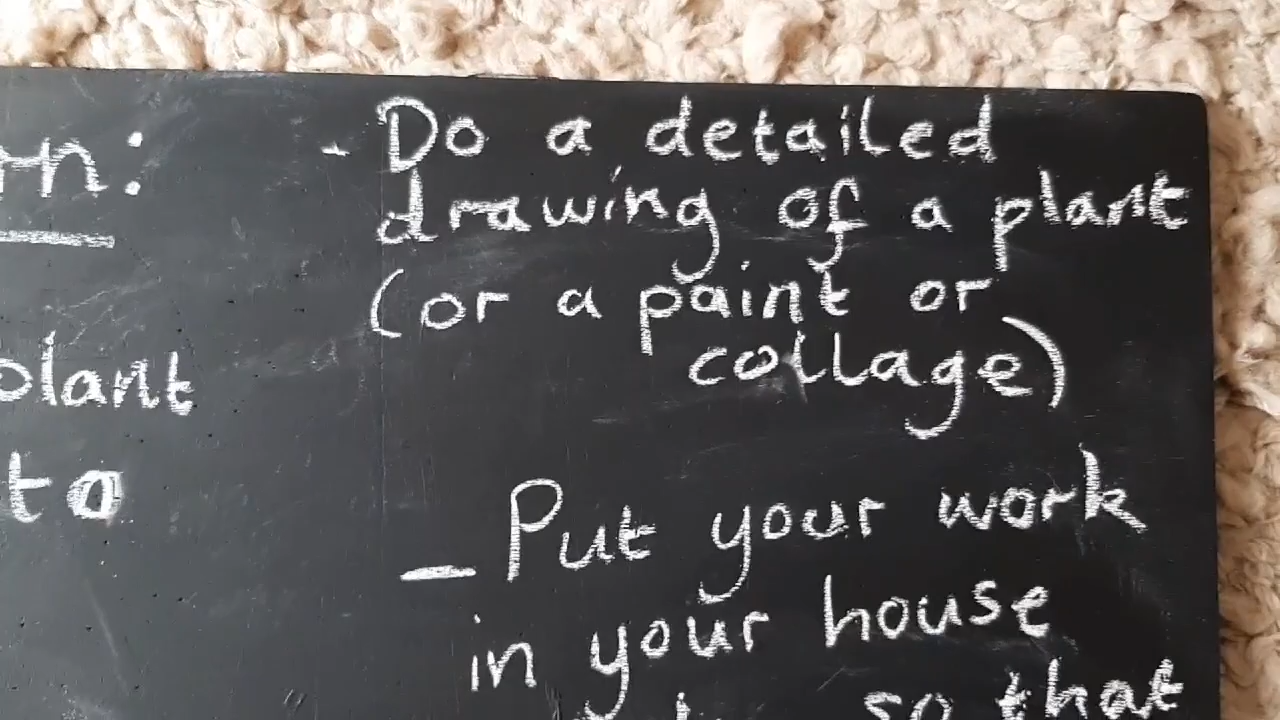 - Do a detailed
drawing of a plant
(or a paint or
collage)
- Put your work
in your house
so that
plant
to